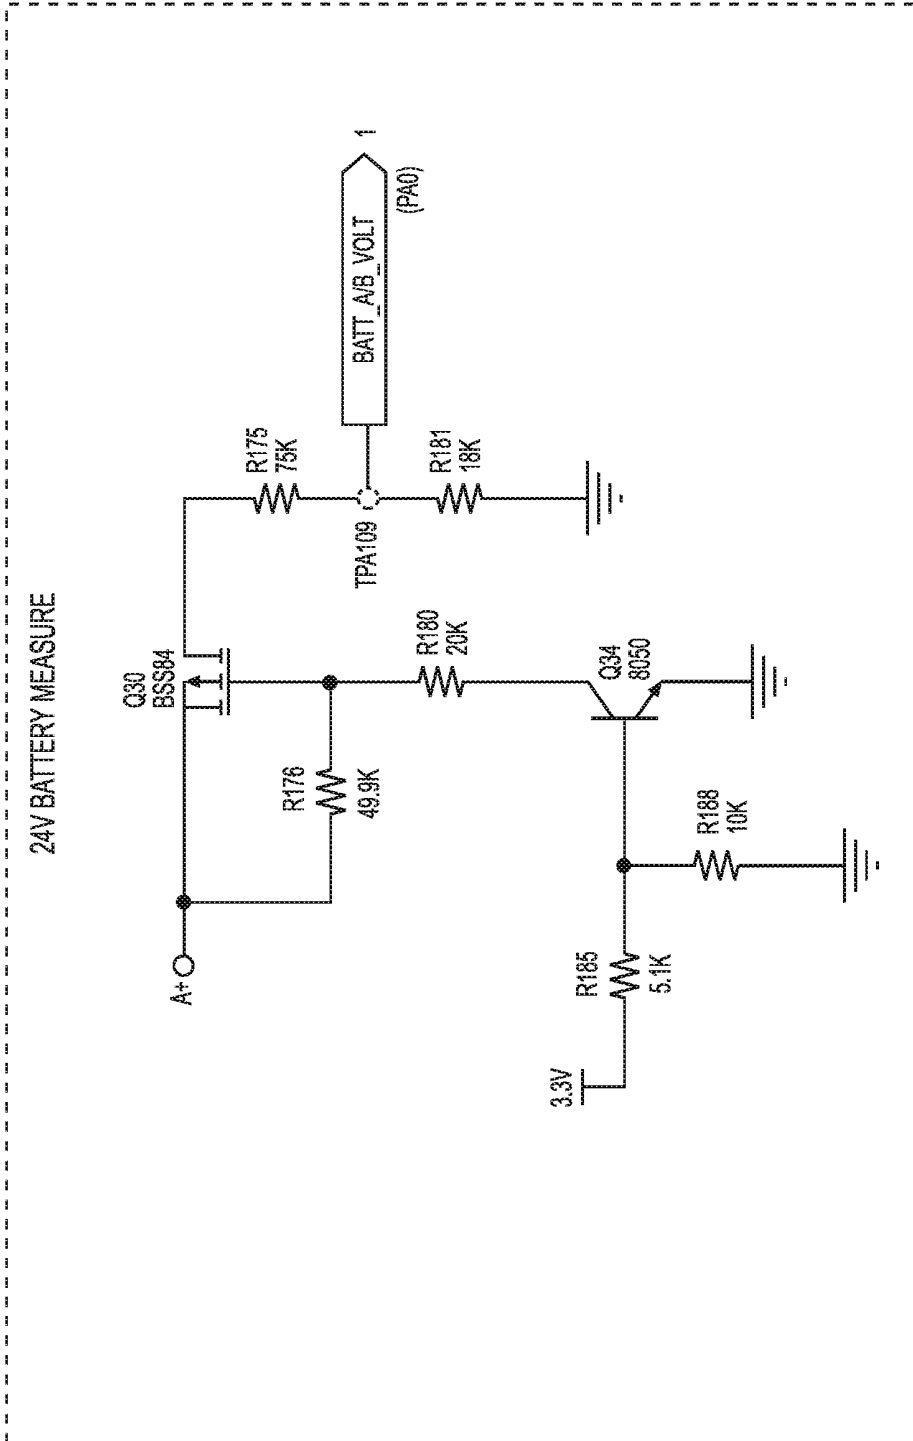 24V BATTERY MEASURE
A+
Q30
BSS84
R176
49.9K
R175
75K
TPA109
BATT_A/B_VOLT
1
(PA0)
R181
18K
R180
20K
3.3V
R185
5.1K
Q34
8050
R188
10K